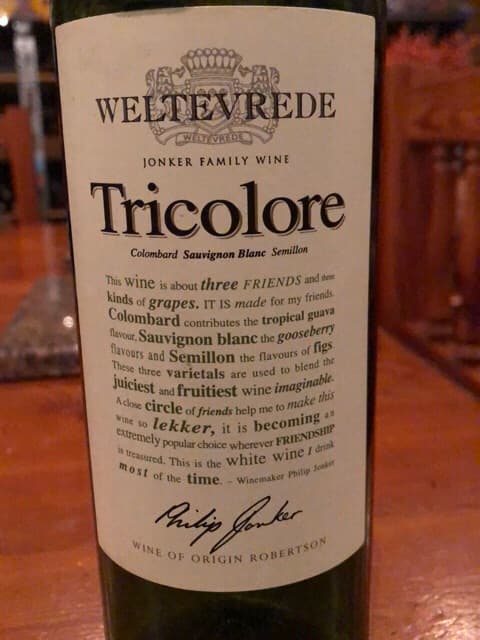 WELTEVREDE
WELTEVREDE
JONKER FAMILY WINE
Tricolore
Colombard Sauvignon Blanc Semillon
This wine is about three FRIENDS and three
kinds of grapes. IT IS made for my friends.
Colombard contributes the tropical guava
flavour, Sauvignon blanc the gooseberry
flavours and Semillon the flavours of figs.
These three varietals are used to blend the
juiciest and fruitiest wine imaginable.
A close circle of friends help me to make this
wine so lekker, it is becoming an
extremely popular choice wherever FRIENDSHIP
is treasured. This is the white wine I drink
most of the time. – Winemaker Philip Jonker
Philip Jonker
WINE OF ORIGIN ROBERTSON